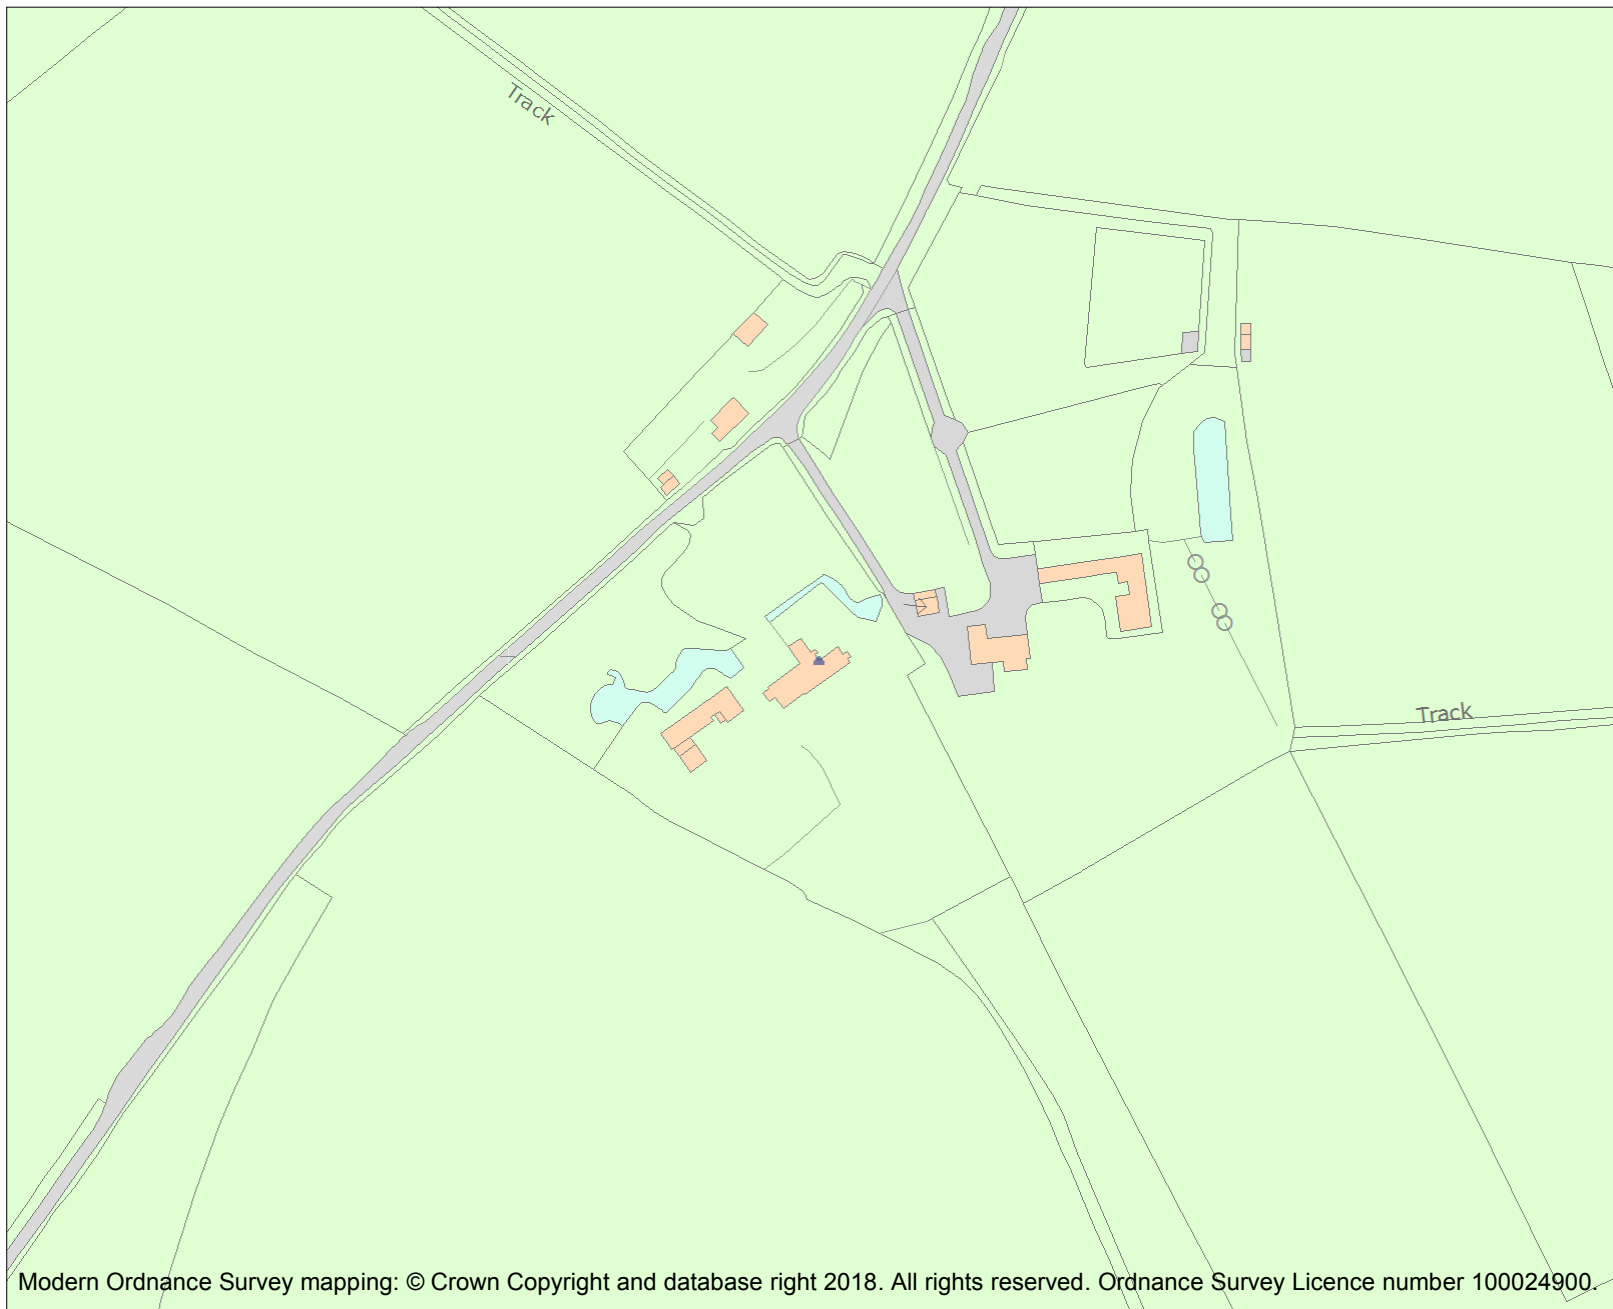 Track
Track
Modern Ordnance Survey mapping: © Crown Copyright and database right 2018. All rights reserved. Ordnance Survey Licence number 100024900.